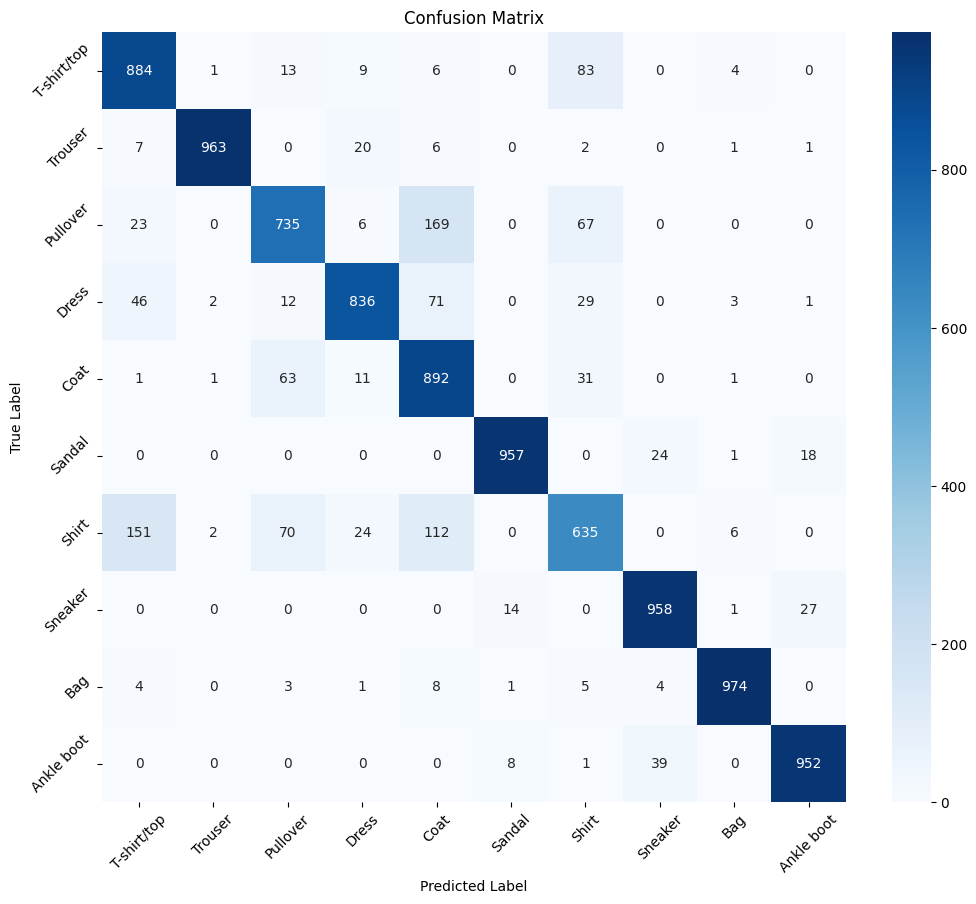 Confusion Matrix
T-shirt/top 884 1 13 9 6 0 83 0 4 0
Trouser 7 963 0 20 6 0 2 0 1 1
Pullover 23 0 735 6 169 0 67 0 0 0
Dress 46 2 12 836 71 0 29 0 3 1
Coat 1 1 63 11 892 0 31 0 1 0
Sandal 0 0 0 0 0 957 0 24 1 18
Shirt 151 2 70 24 112 0 635 0 6 0
Sneaker 0 0 0 0 0 14 0 958 1 27
Bag 4 0 3 1 8 1 5 4 974 0
Ankle boot 0 0 0 0 0 8 1 39 0 952
T-shirt/top Trouser Pullover Dress Coat Sandal Shirt Sneaker Bag Ankle boot
Predicted Label
True Label
800
600
400
200
0